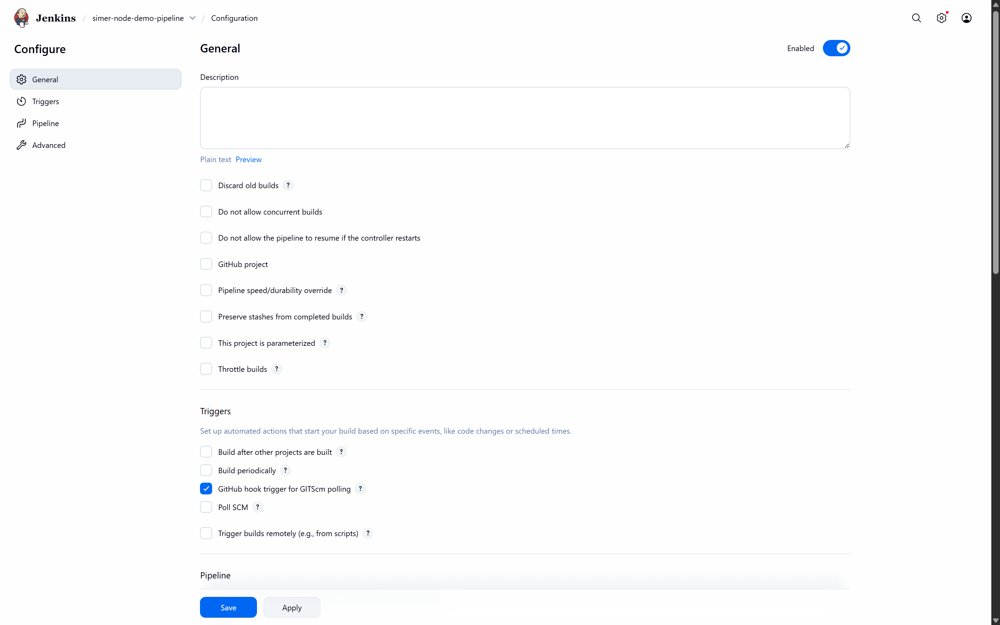 Jenkins / simer-node-demo-pipeline / Configuration
Configure
General
Triggers
Pipeline
Advanced
General
Enabled
Description
Plain text Preview
Discard old builds ?
Do not allow concurrent builds
Do not allow the pipeline to resume if the controller restarts
GitHub project
Pipeline speed/durability override ?
Preserve stashes from completed builds ?
This project is parameterized ?
Throttle builds ?
Triggers
Set up automated actions that start your build based on specific events, like code changes or scheduled times.
Build after other projects are built ?
Build periodically ?
GitHub hook trigger for GITScm polling ?
Poll SCM ?
Trigger builds remotely (e.g., from scripts) ?
Pipeline
Save Apply